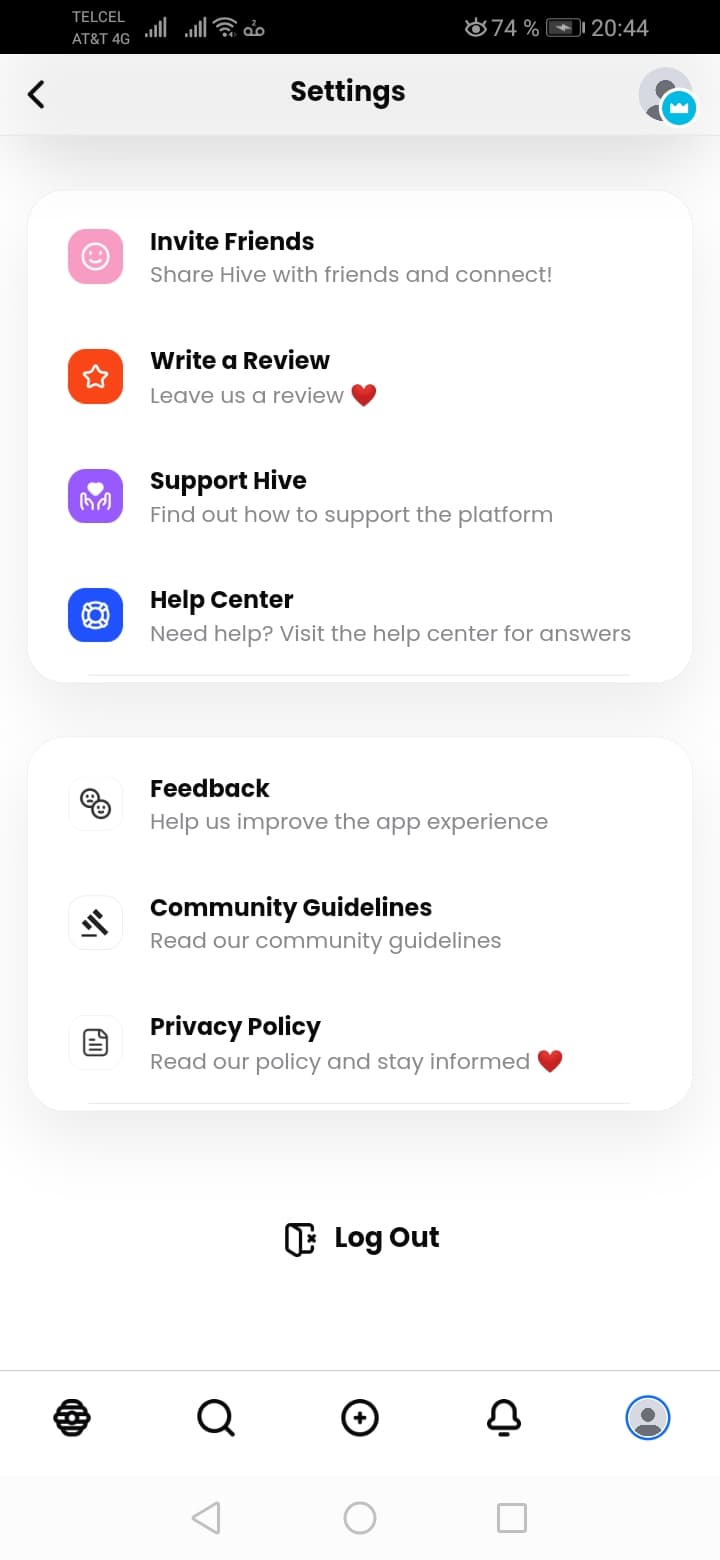 TELCEL
AT&T 4G
2
74 %
20:44
Settings
Invite Friends
Share Hive with friends and connect!
Write a Review
Leave us a review ❤️
Support Hive
Find out how to support the platform
Help Center
Need help? Visit the help center for answers
Feedback
Help us improve the app experience
Community Guidelines
Read our community guidelines
Privacy Policy
Read our policy and stay informed ❤️
Log Out